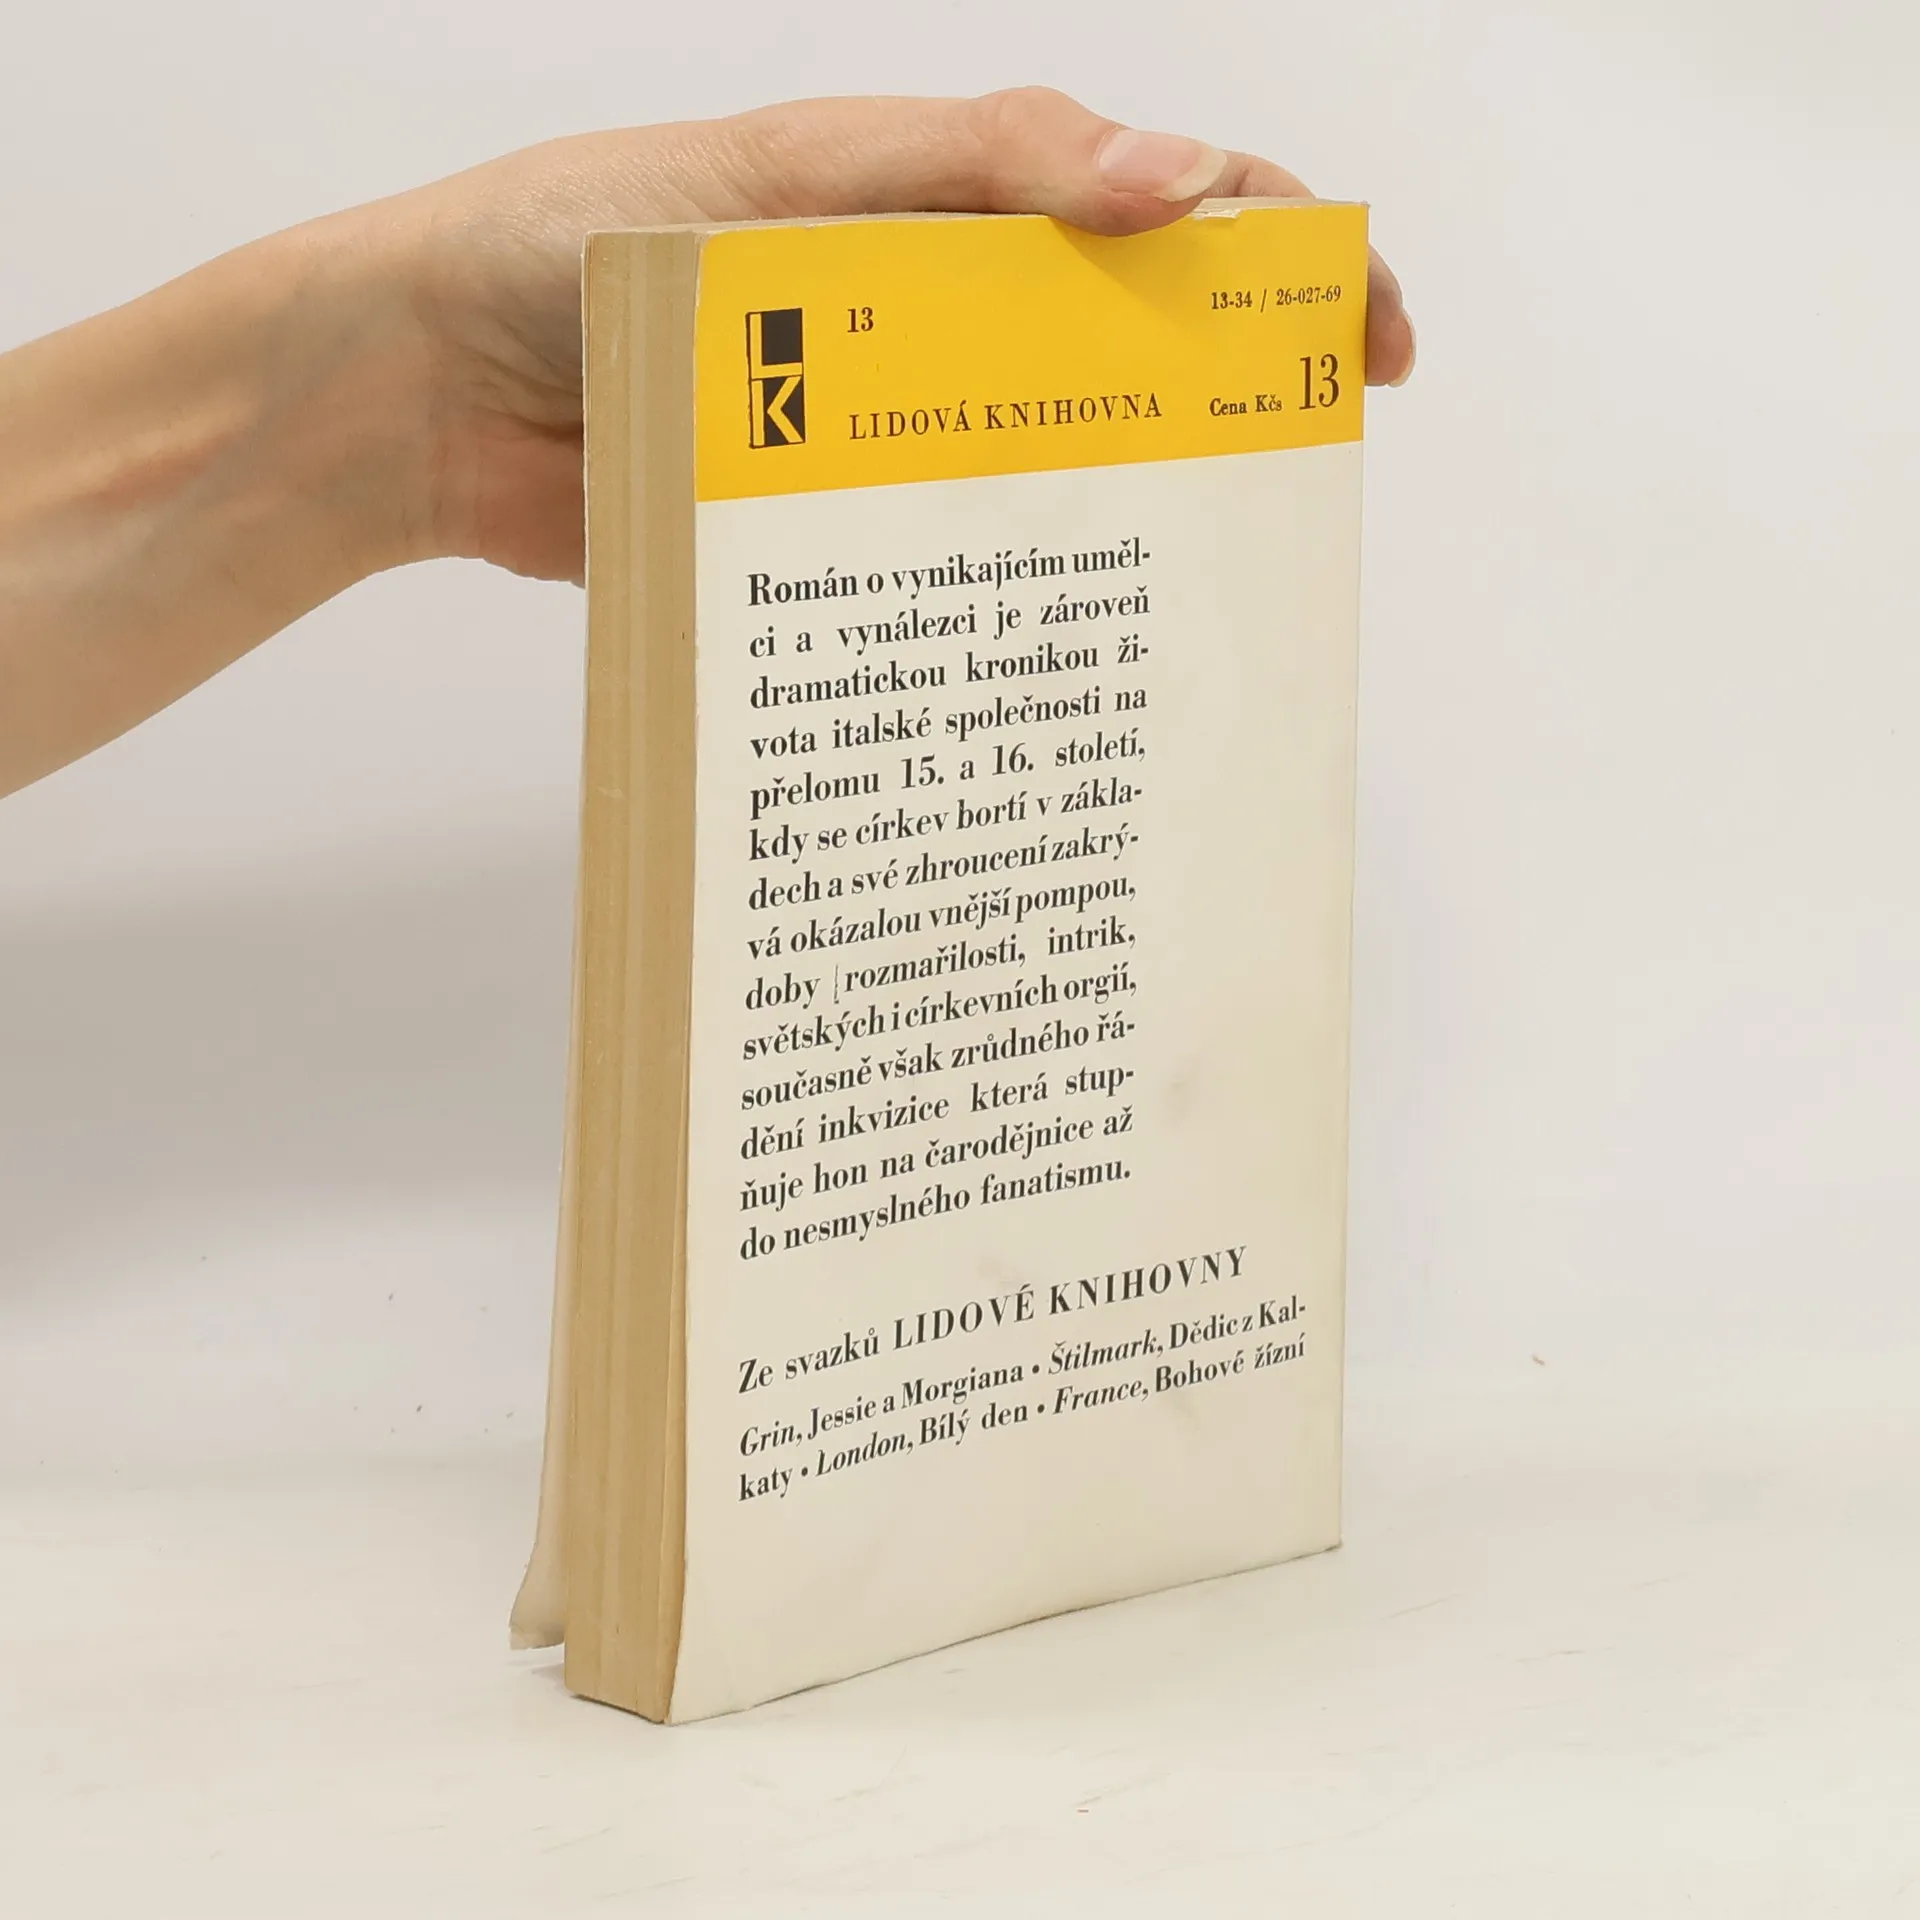 LK
13
13-34 / 26-027-69
LIDOVÁ KNIHOVNA
Cena Kčs 13
Román o vynikajícím uměl-
ci a vynálezci je zároveň
dramatickou kronikou ži-
vota italské společnosti na
přelomu 15. a 16. století,
kdy se církev bortí v zákla-
dech a své zhroucení zakrý-
vá okázalou vnější pompou,
doby rozmařilosti, intrik,
světských i církevních orgií,
současně však zrůdného řá-
dění inkvizice která stup-
ňuje hon na čarodějnice až
do nesmyslného fanatismu.
Ze svazků LIDOVÉ KNIHOVNY
Grin, Jessie a Morgiana • Štilmark, Dědic z Kal-
katy • London, Bílý den • France, Bohové žízní